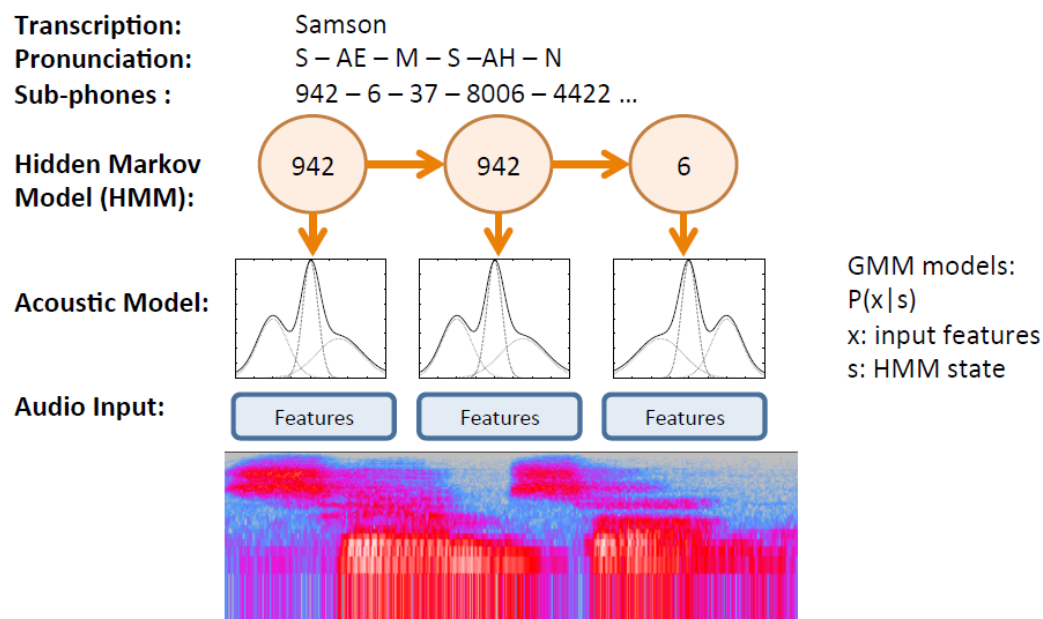 Transcription: Samson
Pronunciation: S – AE – M – S –AH – N
Sub-phones : 942 – 6 – 37 – 8006 – 4422 ...
Hidden Markov
Model (HMM):
942 942 6
Acoustic Model:
GMM models:
P(x|s)
x: input features
s: HMM state
Audio Input:
Features Features Features